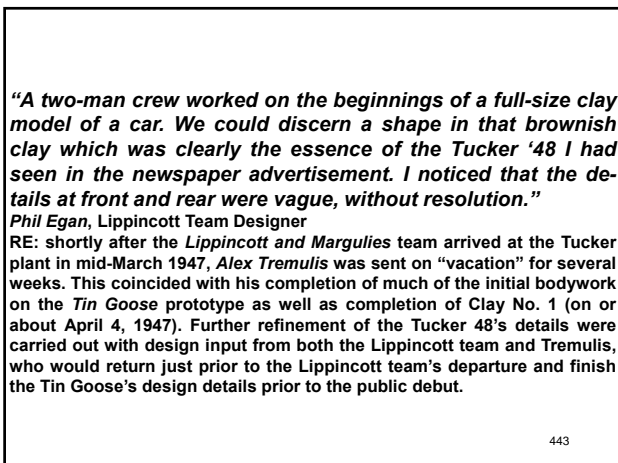 “A two-man crew worked on the beginnings of a full-size clay
model of a car. We could discern a shape in that brownish
clay which was clearly the essence of the Tucker ‘48 I had
seen in the newspaper advertisement. I noticed that the de-
tails at front and rear were vague, without resolution.”
Phil Egan, Lippincott Team Designer
RE: shortly after the Lippincott and Margulies team arrived at the Tucker
plant in mid-March 1947, Alex Tremulis was sent on “vacation” for several
weeks. This coincided with his completion of much of the initial bodywork
on the Tin Goose prototype as well as completion of Clay No. 1 (on or
about April 4, 1947). Further refinement of the Tucker 48’s details were
carried out with design input from both the Lippincott team and Tremulis,
who would return just prior to the Lippincott team’s departure and finish
the Tin Goose’s design details prior to the public debut.
443